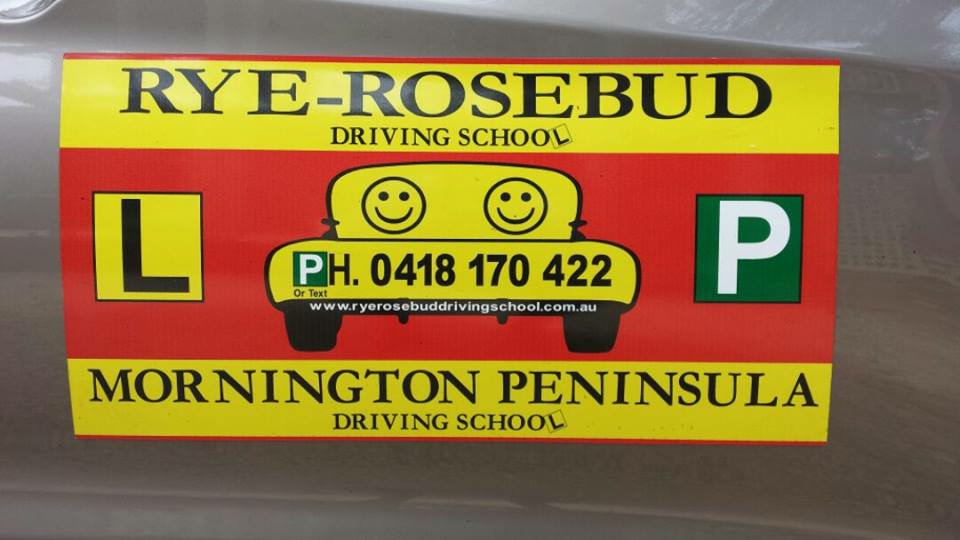 RYE-ROSEBUD
DRIVING SCHOOL
L
P
PH. 0418 170 422
Or Text
www.ryerosebuddrivingschool.com.au
MORNINGTON PENINSULA
DRIVING SCHOOL